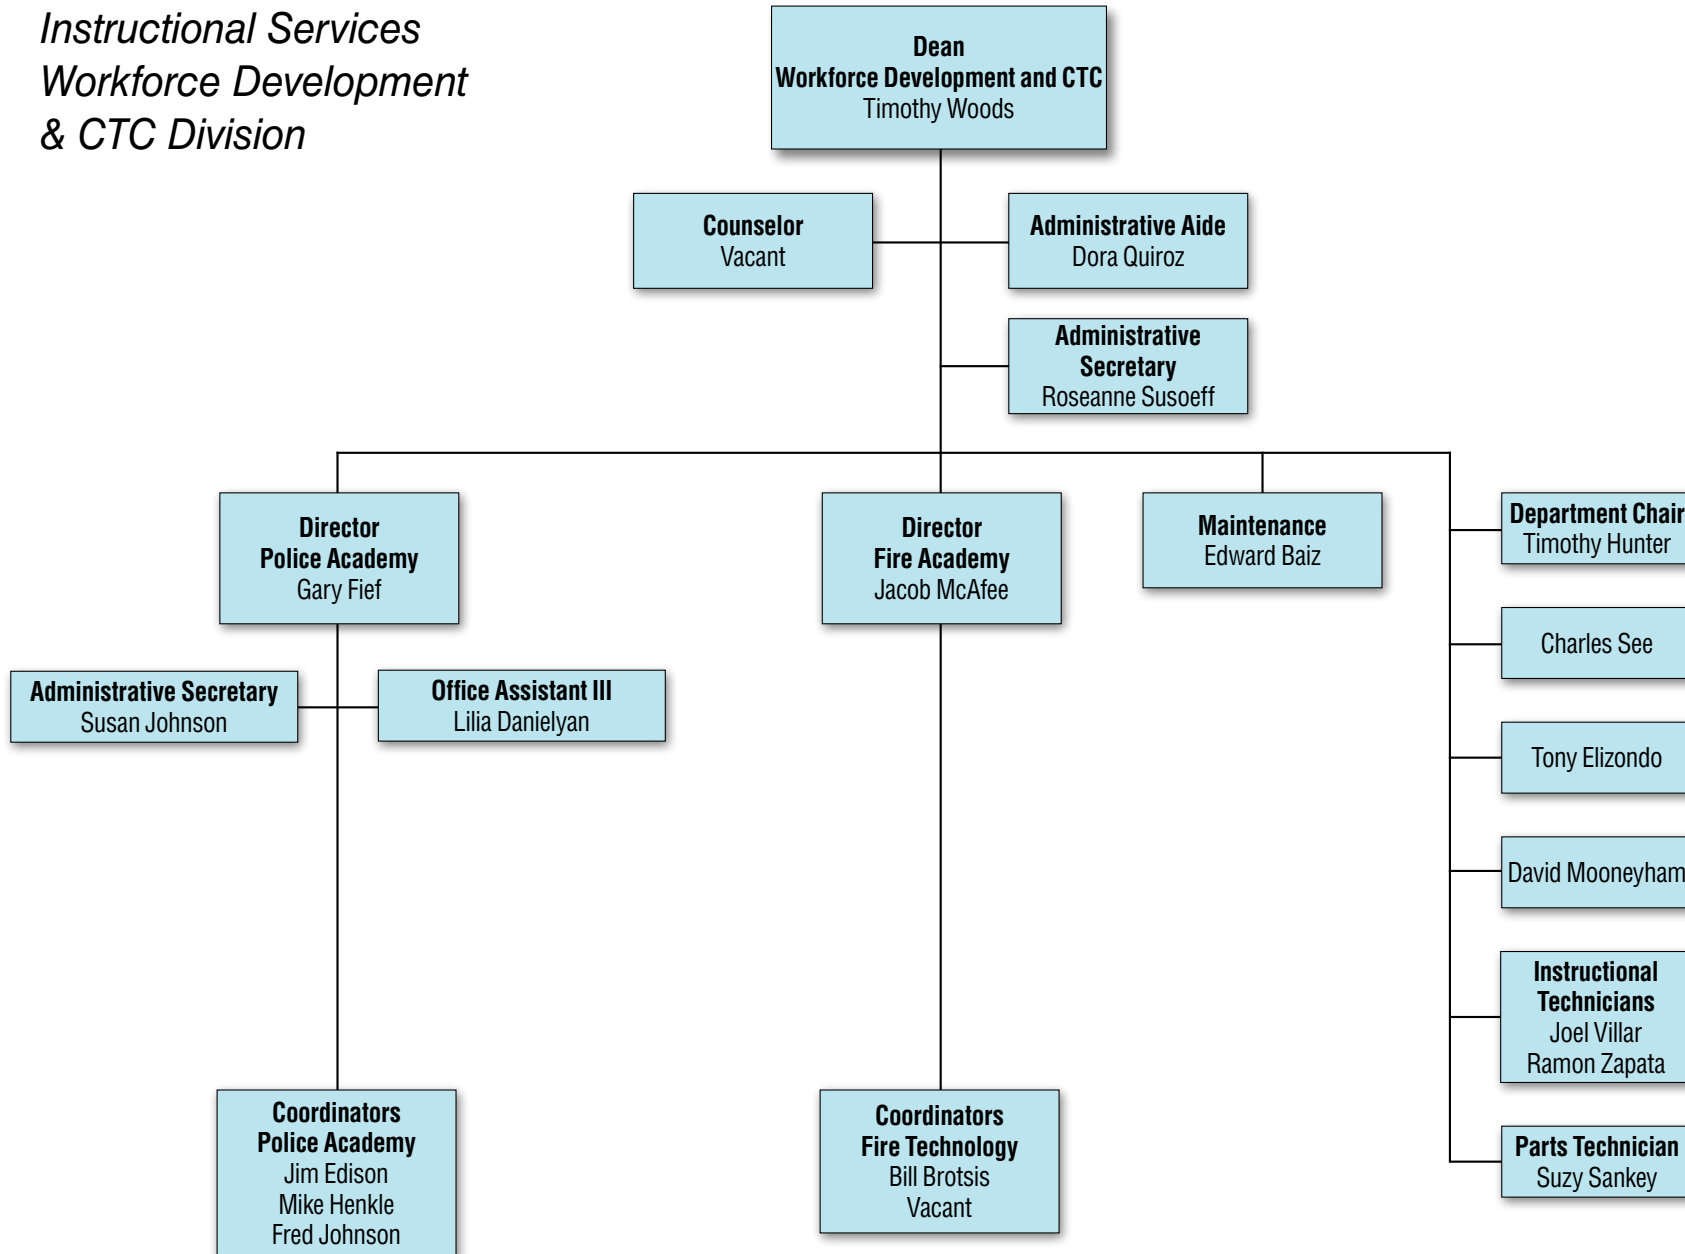 Instructional Services
Workforce Development
& CTC Division
Dean
Workforce Development and CTC
Timothy Woods
Counselor
Vacant
Administrative Aide
Dora Quiroz
Administrative
Secretary
Roseanne Susoeff
Director
Police Academy
Gary Fief
Director
Fire Academy
Jacob McAfee
Maintenance
Edward Baiz
Department Chair
Timothy Hunter
Charles See
Tony Elizondo
David Mooneyham
Instructional
Technicians
Joel Villar
Ramon Zapata
Parts Technician
Suzy Sankey
Administrative Secretary
Susan Johnson
Office Assistant III
Lilia Danielyan
Coordinators
Police Academy
Jim Edison
Mike Henkle
Fred Johnson
Coordinators
Fire Technology
Bill Brotsis
Vacant